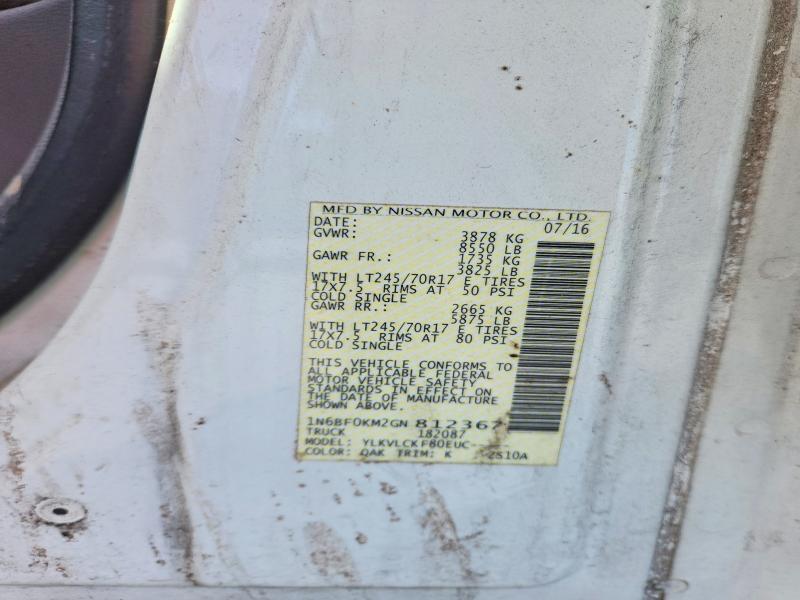 MFD BY NISSAN MOTOR CO., LTD.
DATE: 07/16
GVWR: 3878 KG
8550 LB
GAWR FR.: 1735 KG
3825 LB
WITH LT245/70R17 E TIRES
17X7.5 RIMS AT 50 PSI
COLD SINGLE
GAWR RR.: 2665 KG
5875 LB
WITH LT245/70R17 E TIRES
17X7.5 RIMS AT 80 PSI
COLD SINGLE
THIS VEHICLE CONFORMS TO
ALL APPLICABLE FEDERAL
MOTOR VEHICLE SAFETY
STANDARDS IN EFFECT ON
THE DATE OF MANUFACTURE
SHOWN ABOVE.
1N6BF0KM2GN 812367
TRUCK 182087
MODEL: YLKVLCKF80EUC-----
COLOR: QAK TRIM: K 2S10A